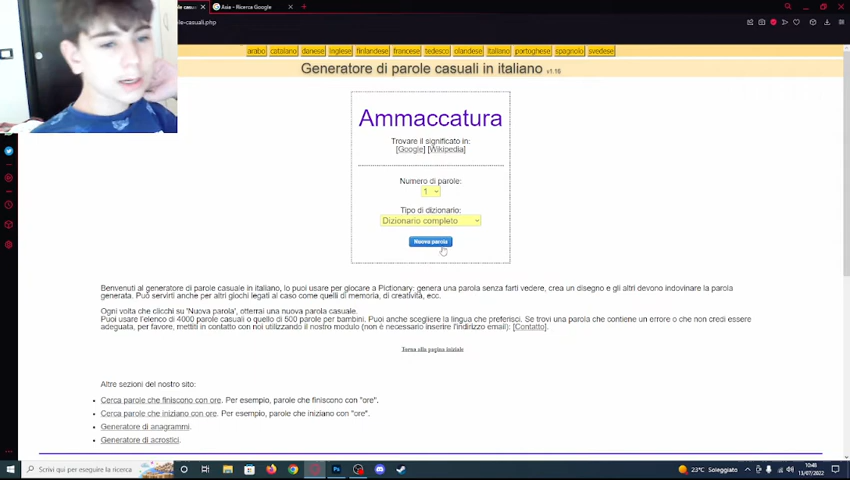 Asia - Ricerca Google
le-casuali.php
arabo catalano danese inglese finlandese francese tedesco olandese italiano portoghese spagnolo svedese
Generatore di parole casuali in italiano v1.16
Ammaccatura
Trovare il significato in:
[Google] [Wikipedia]
Numero di parole:
1
Tipo di dizionario:
Dizionario completo
Nuova parola
Benvenuti al generatore di parole casuale in italiano, lo puoi usare per giocare a Pictionary: genera una parola senza farti vedere, crea un disegno e gli altri devono indovinare la parola
generata. Può servirti anche per altri giochi legati al caso come quelli di memoria, di creatività, ecc.
Ogni volta che clicchi su 'Nuova parola', otterrai una nuova parola casuale.
Puoi usare l'elenco di 4000 parole casuali o quello di 500 parole per bambini. Puoi anche scegliere la lingua che preferisci. Se trovi una parola che contiene un errore o che non credi essere
adeguata, per favore, mettiti in contatto con noi utilizzando il nostro modulo (non è necessario inserire l'indirizzo email): [Contatto].
Torna alla pagina iniziale
Altre sezioni del nostro sito:
Cerca parole che finiscono con ore. Per esempio, parole che finiscono con "ore".
Cerca parole che iniziano con ore. Per esempio, parole che iniziano con "ore".
Generatore di anagrammi.
Generatore di acrostici.
Scrivi qui per eseguire la ricerca
23°C Soleggiato
10:48
15/07/2022